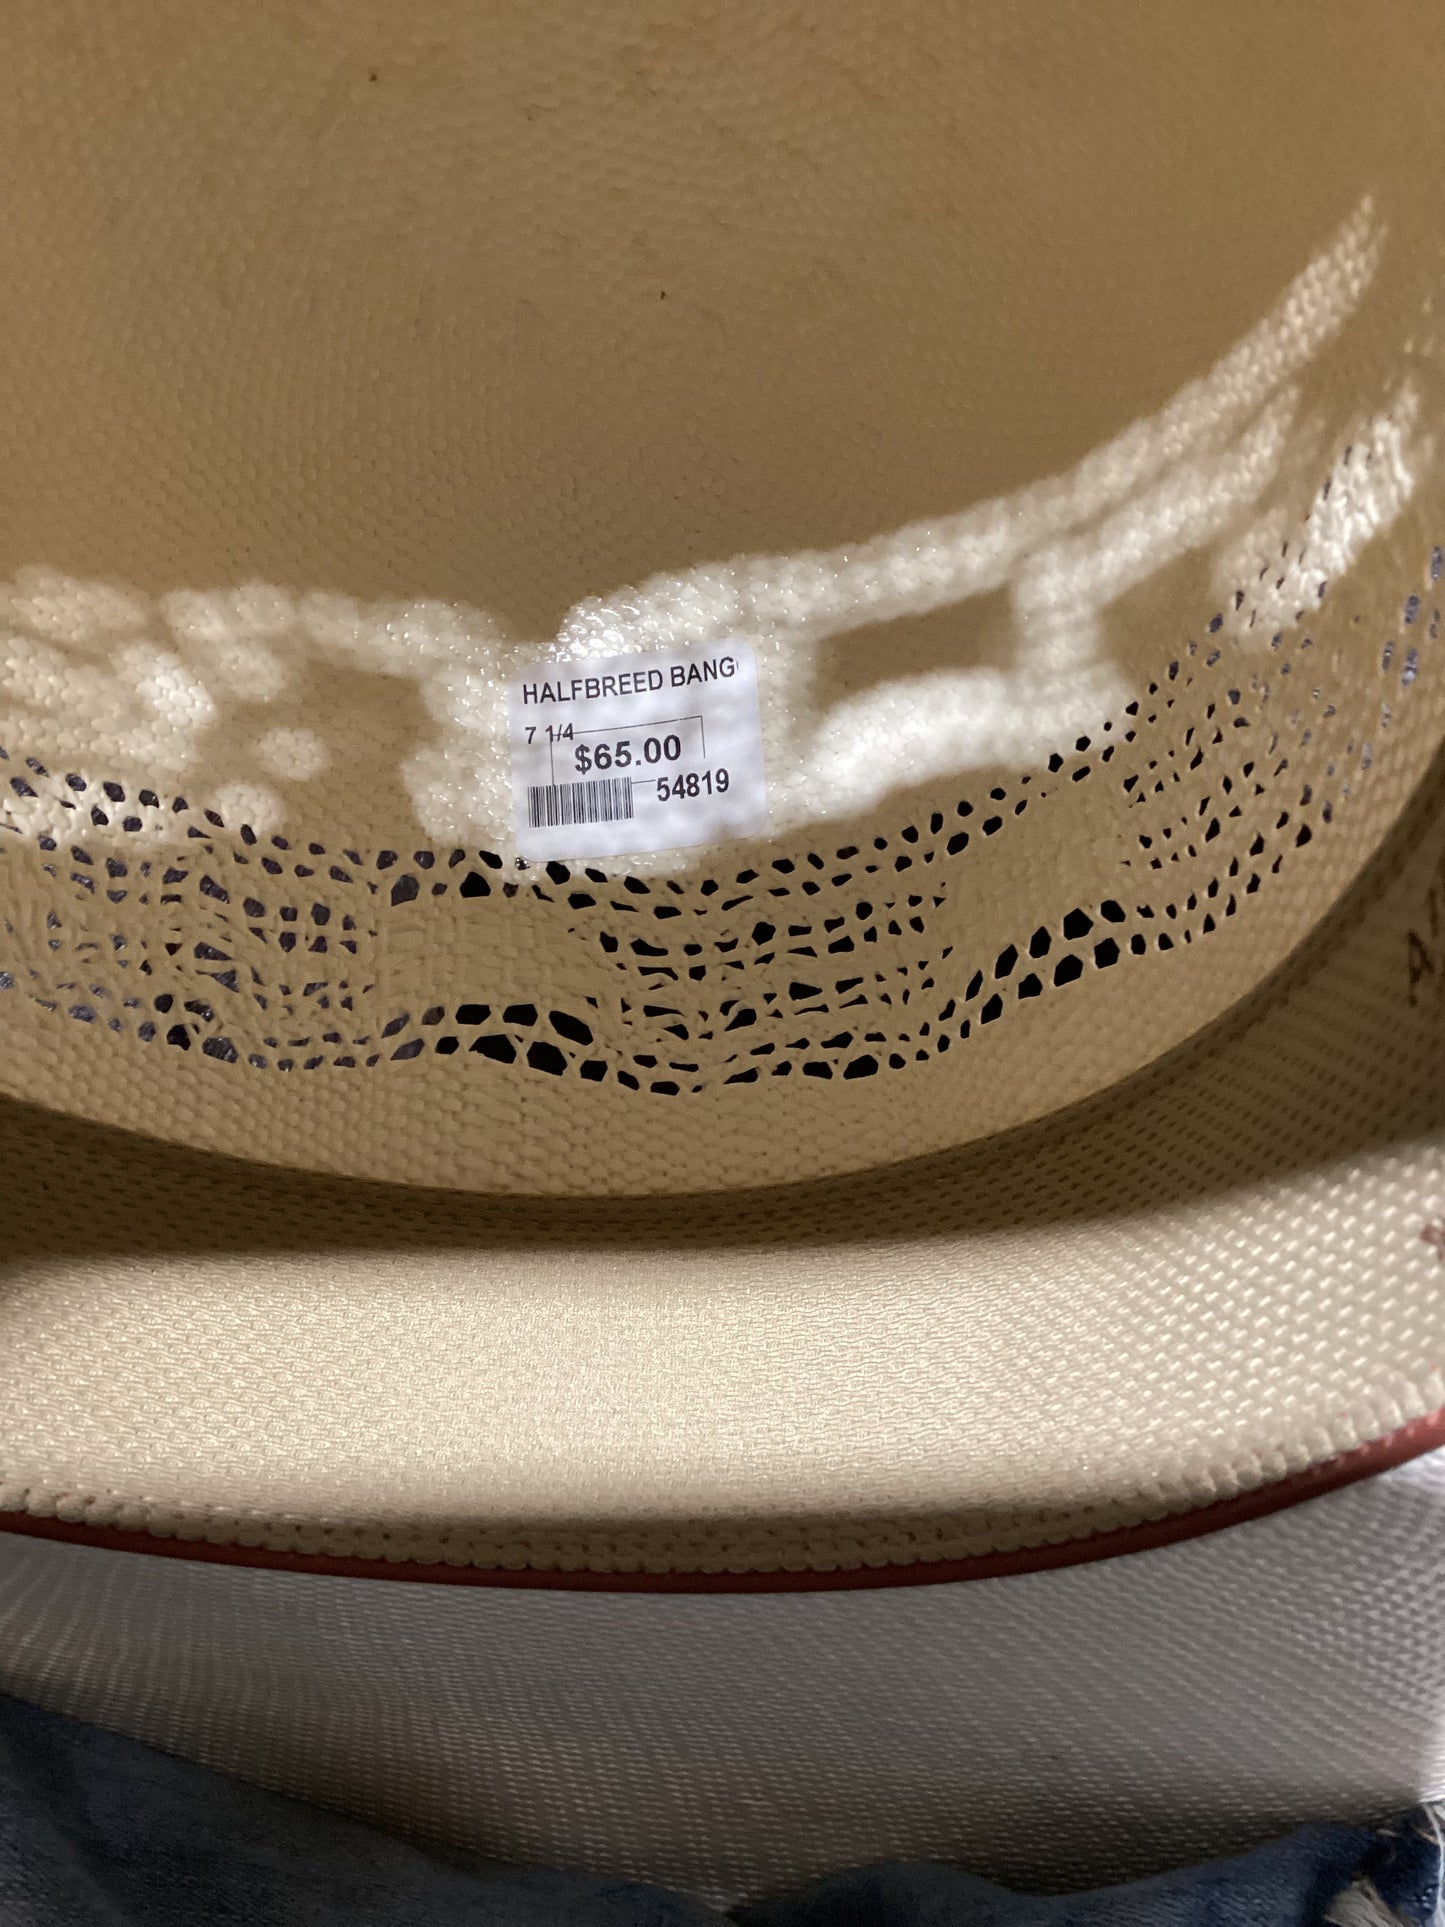 HALFBREED BANG
7 1/4
$65.00
54819